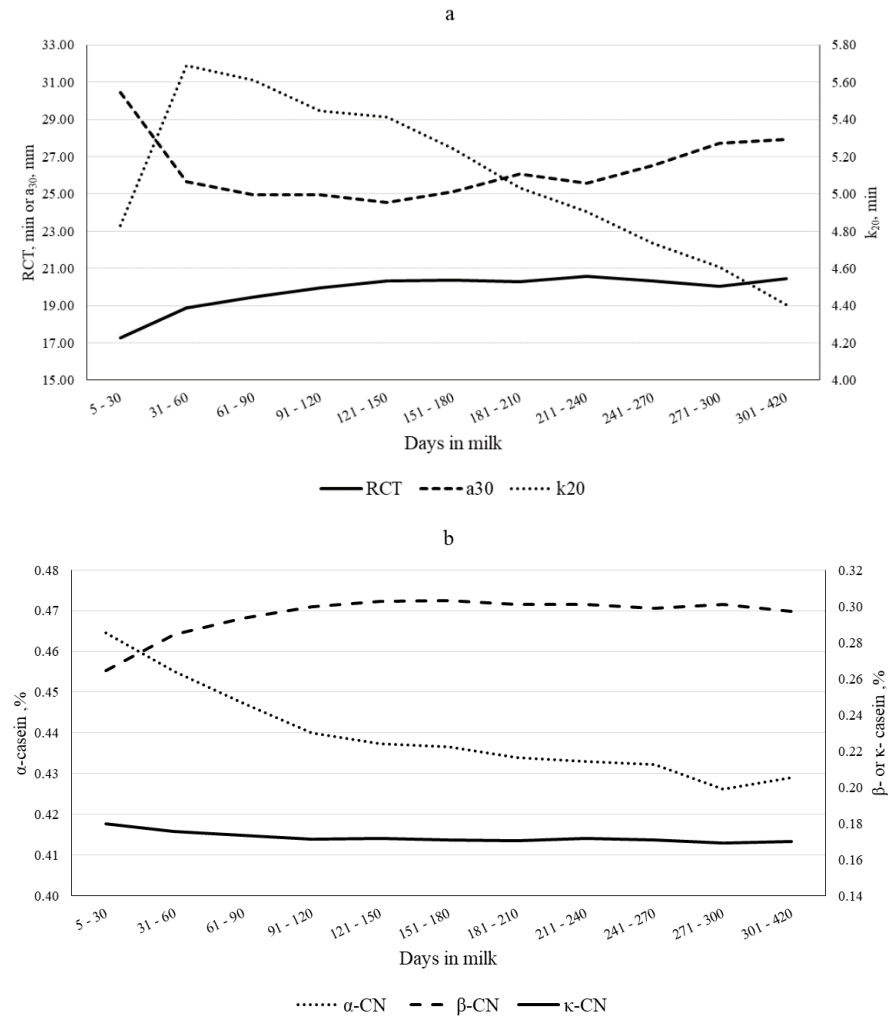 a
33.00
31.00
29.00
27.00
25.00
23.00
21.00
19.00
17.00
15.00
RCT, min or a₃₀, mm
5.80
5.60
5.40
5.20
5.00
4.80
4.60
4.40
4.20
4.00
k₂₀, min
5 - 30
31 - 60
61 - 90
91 - 120
121 - 150
151 - 180
181 - 210
211 - 240
241 - 270
271 - 300
301 - 420
Days in milk
RCT a30 k20
b
0.48
0.47
0.46
0.45
0.44
0.43
0.42
0.41
0.40
α-casein ,%
0.32
0.30
0.28
0.26
0.24
0.22
0.20
0.18
0.16
0.14
β- or κ- casein ,%
5 - 30
31 - 60
61 - 90
91 - 120
121 - 150
151 - 180
181 - 210
211 - 240
241 - 270
271 - 300
301 - 420
Days in milk
α-CN β-CN κ-CN